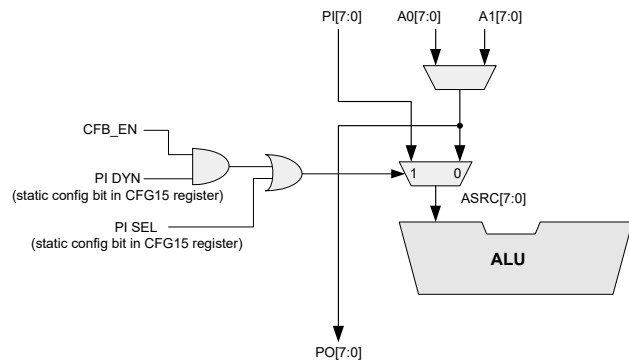 PI[7:0] A0[7:0] A1[7:0]
CFB_EN
PI DYN
(static config bit in CFG15 register)
PI SEL
(static config bit in CFG15 register)
1 0
ASRC[7:0]
ALU
PO[7:0]